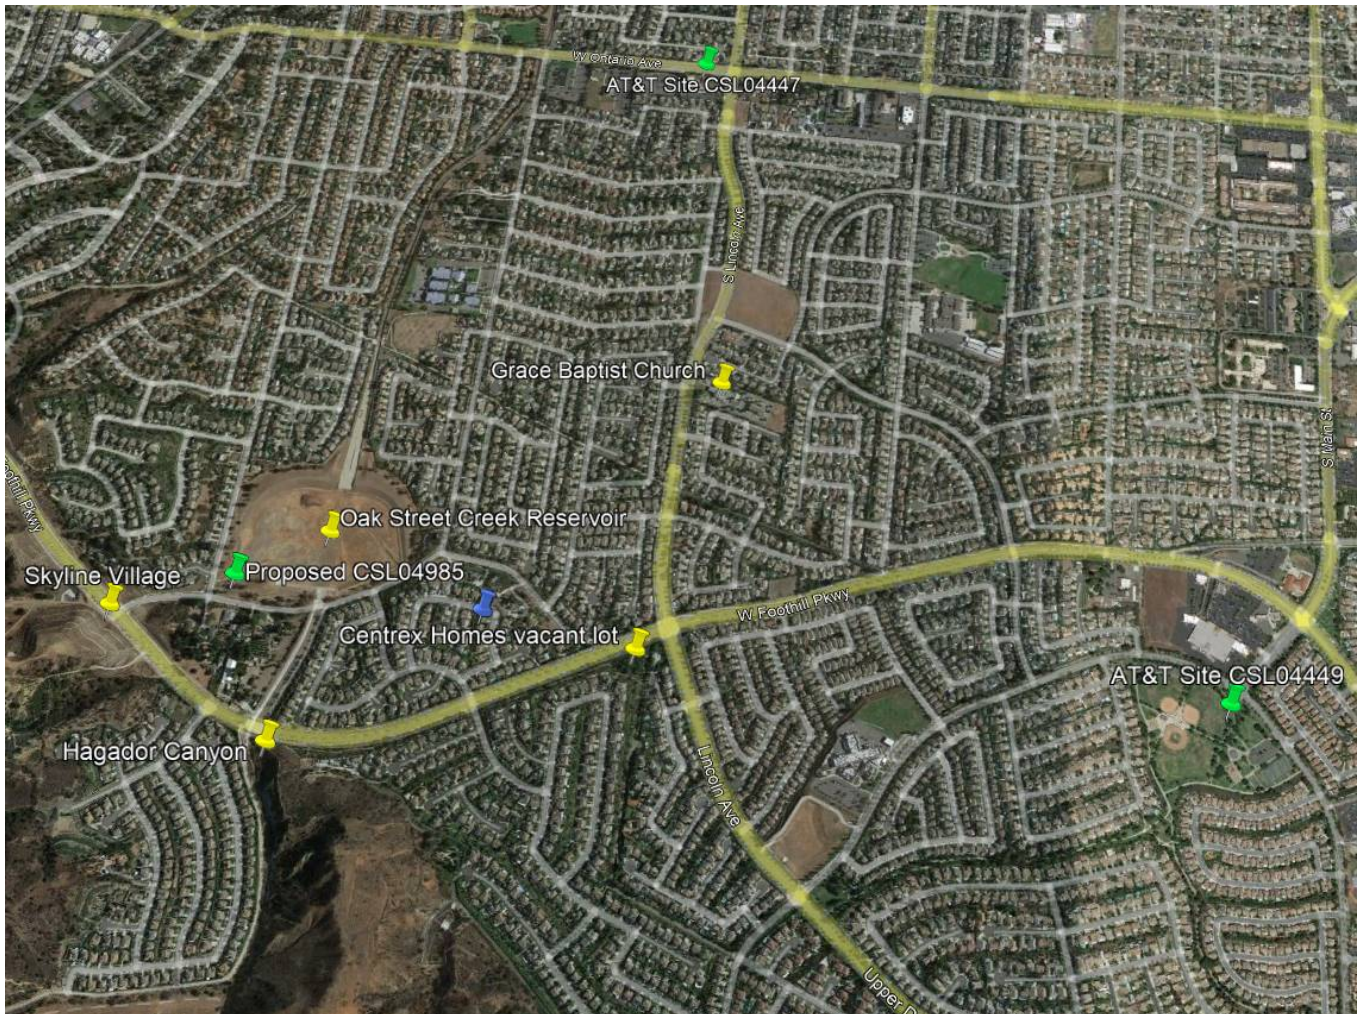 W Ontario Ave
AT&T Site CSL04447
S Lincoln Ave
Grace Baptist Church
S Main St
Foothill Pkwy
Oak Street Creek Reservoir
Proposed CSL04985
Skyline Village
W Foothill Pkwy
Centrex Homes vacant lot
AT&T Site CSL04449
Hagador Canyon
Lincoln Ave
Upper D